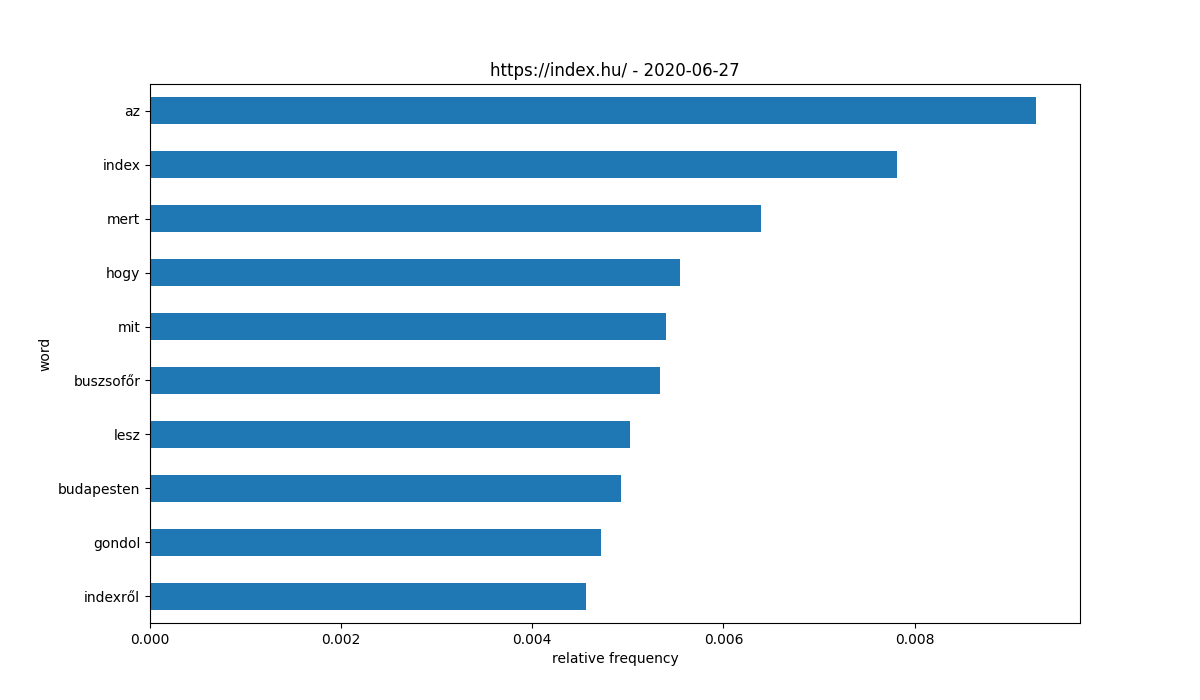 https://index.hu/ - 2020-06-27
az
index
mert
hogy
mit
buszsofőr
lesz
budapesten
gondol
indexről
word
0.000 0.002 0.004 0.006 0.008
relative frequency